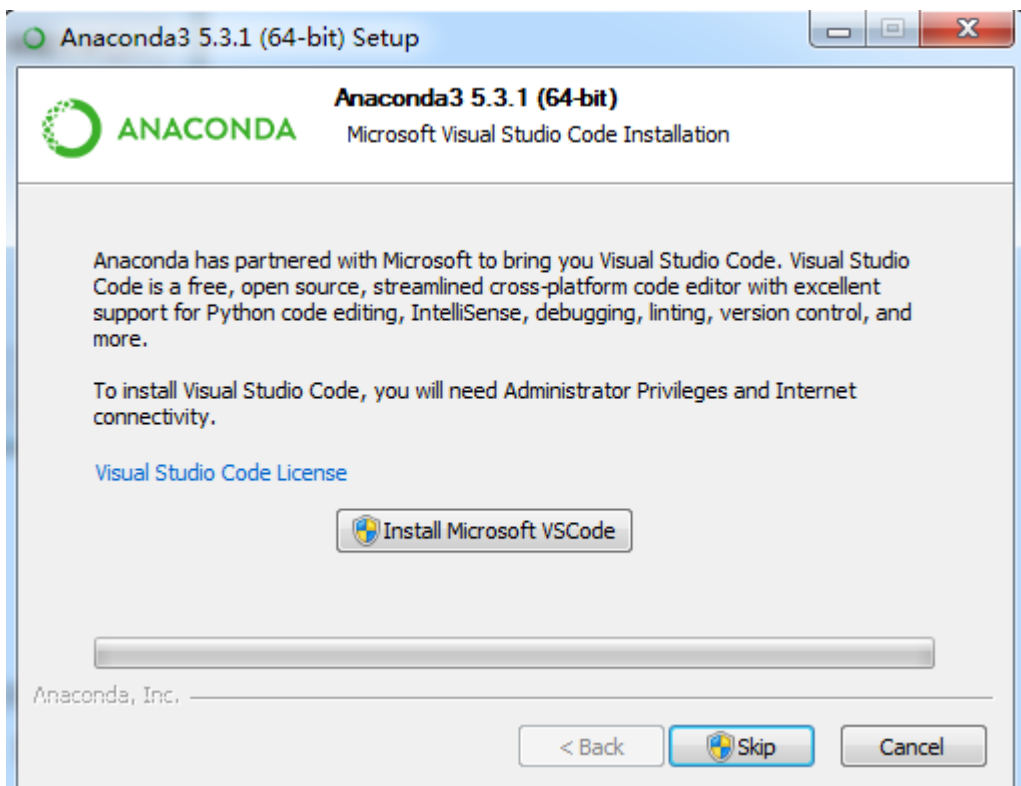 Anaconda3 5.3.1 (64-bit) Setup
Anaconda3 5.3.1 (64-bit)
ANACONDA
Microsoft Visual Studio Code Installation
Anaconda has partnered with Microsoft to bring you Visual Studio Code. Visual Studio
Code is a free, open source, streamlined cross-platform code editor with excellent
support for Python code editing, IntelliSense, debugging, linting, version control, and
more.
To install Visual Studio Code, you will need Administrator Privileges and Internet
connectivity.
Visual Studio Code License
Install Microsoft VSCode
Anaconda, Inc.
< Back
Skip
Cancel